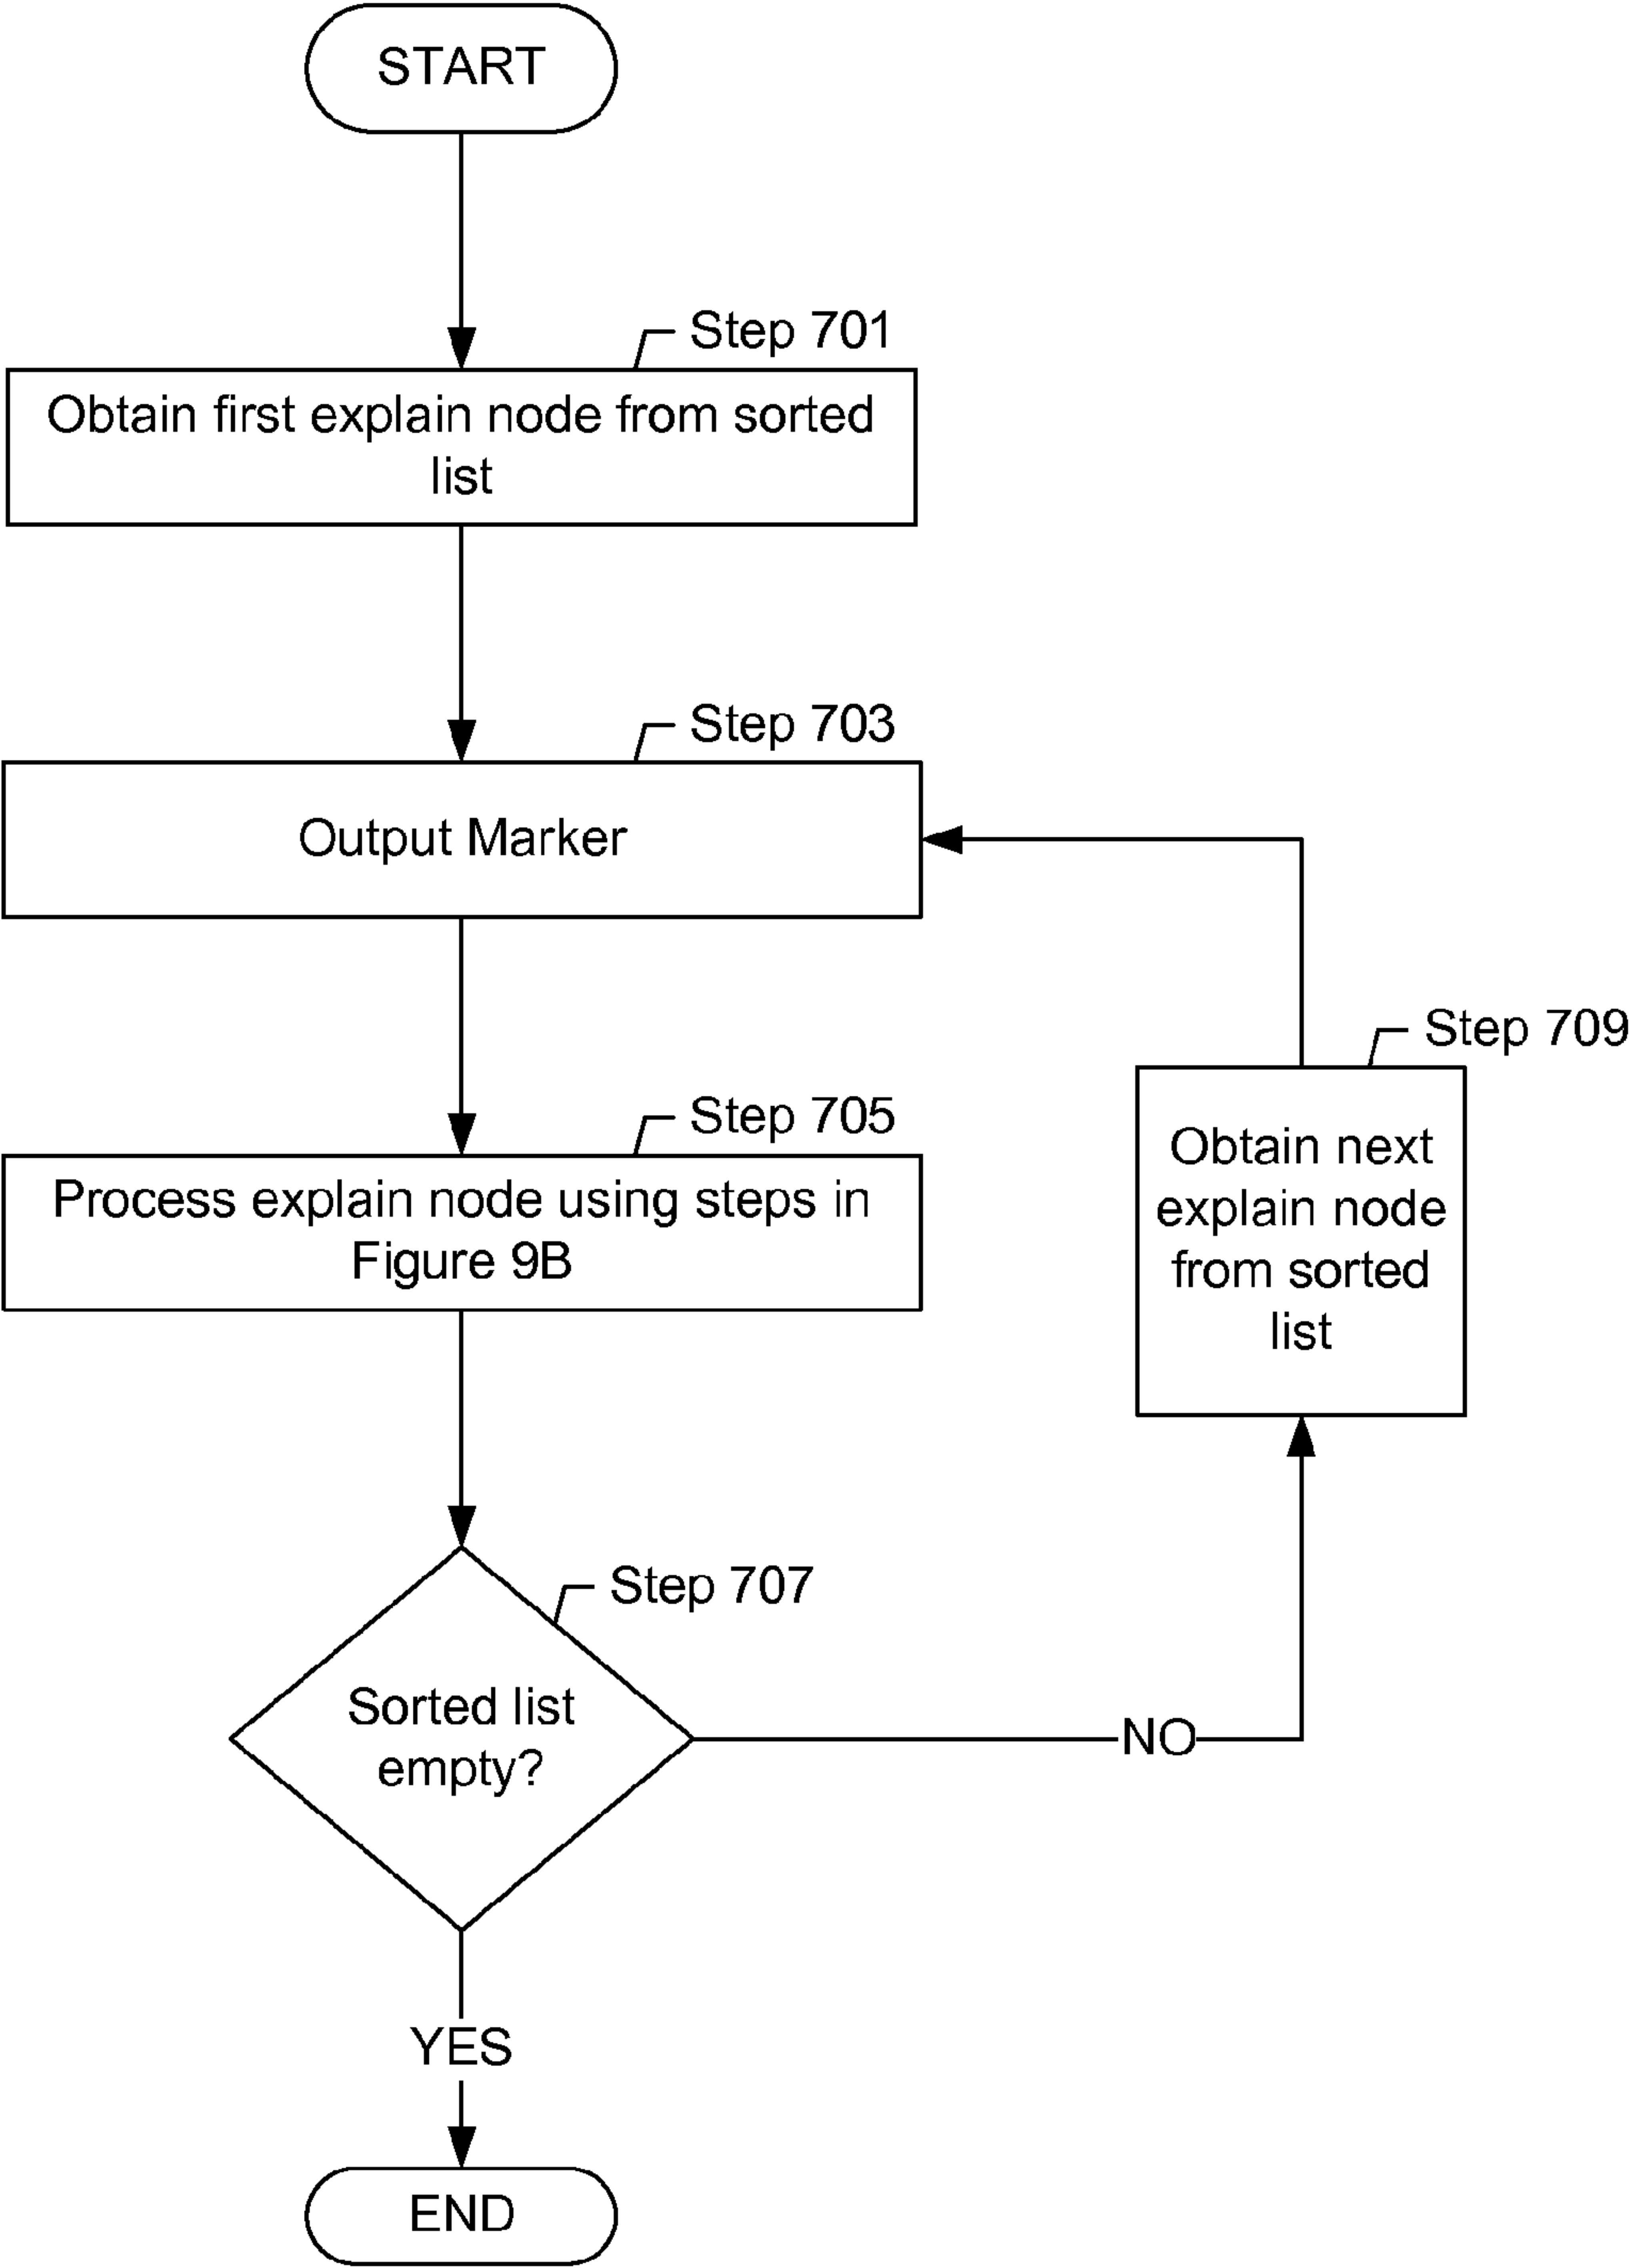 START
Step 701
Obtain first explain node from sorted
list
Step 703
Output Marker
Step 705
Process explain node using steps in
Figure 9B
Step 707
Sorted list
empty?
NO
Step 709
Obtain next
explain node
from sorted
list
YES
END